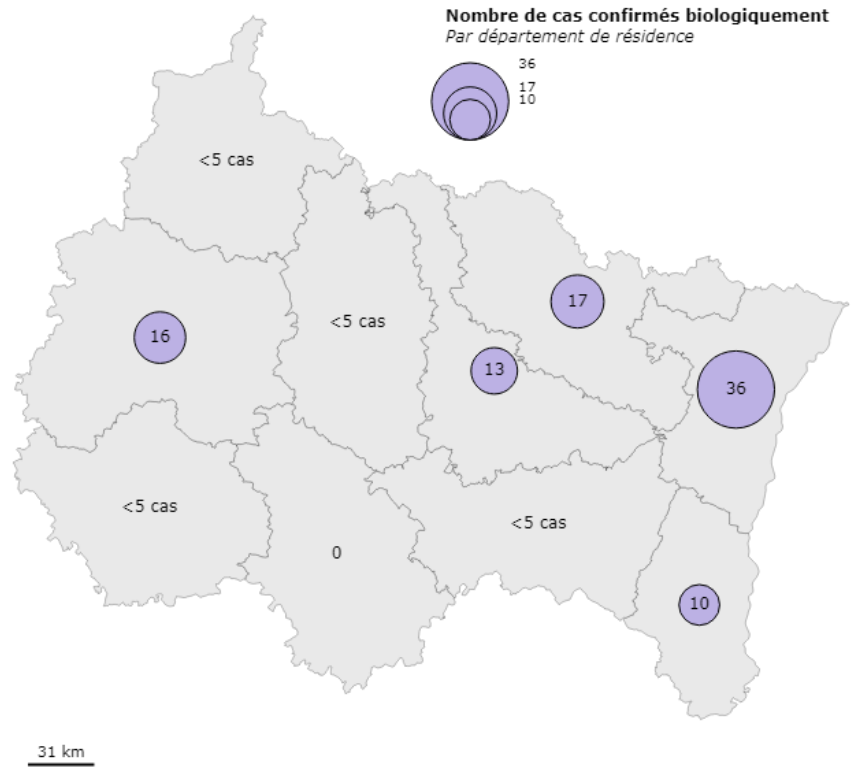 Nombre de cas confirmés biologiquement
Par département de résidence
36
17
10
<5 cas
17
<5 cas
16
13
36
<5 cas
<5 cas
0
10
31 km